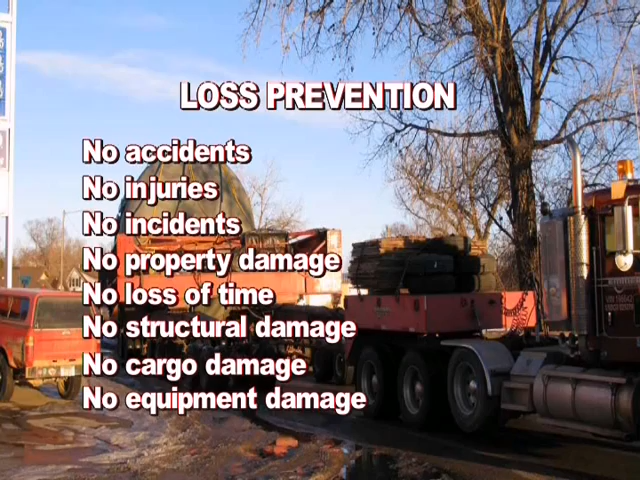 LOSS PREVENTION
No accidents
No injuries
No incidents
No property damage
No loss of time
No structural damage
No cargo damage
No equipment damage